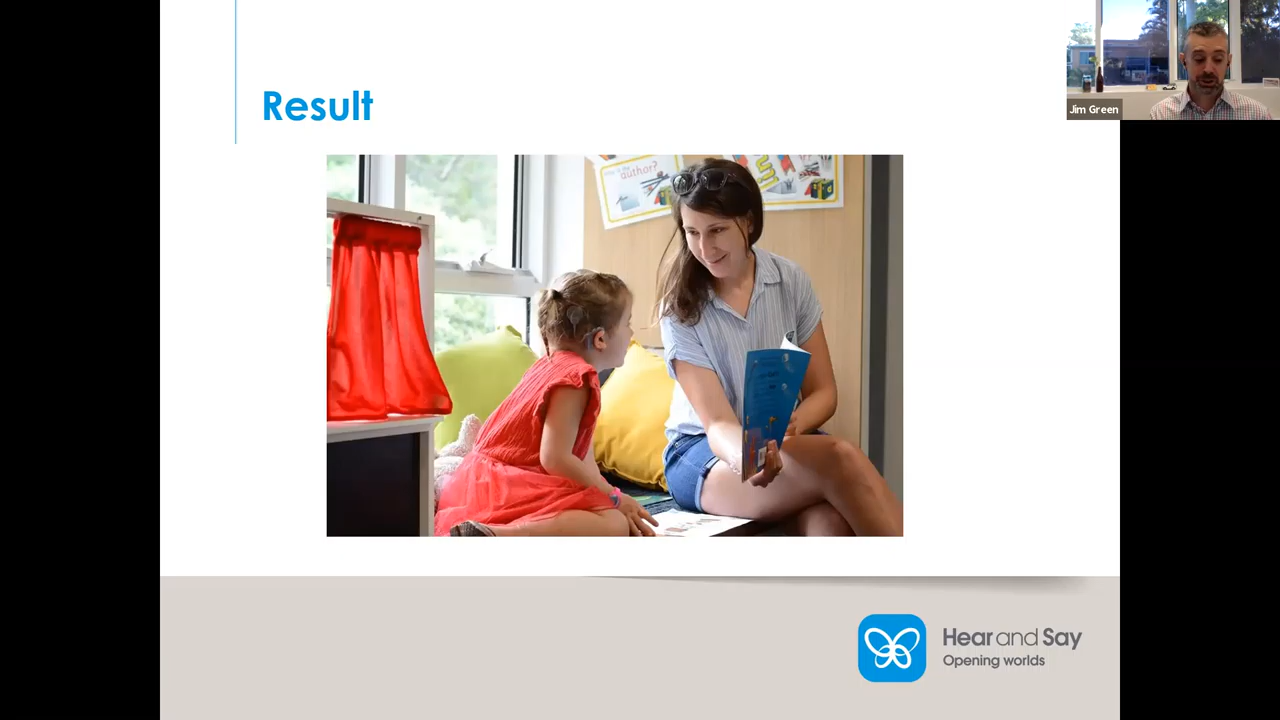 Result
Jim Green
author?
Hear and Say
Opening worlds